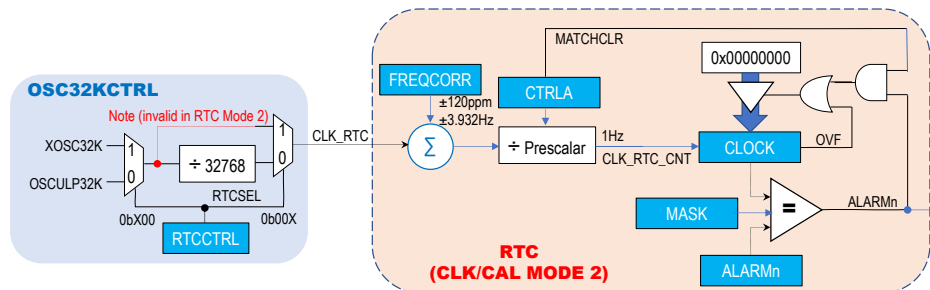 OSC32KCTRL
Note (invalid in RTC Mode 2)
XOSC32K
OSCULP32K
1
0
÷ 32768
1
0
RTCSEL
0bX00
0b00X
RTCCTRL
CLK_RTC
FREQCORR
±120ppm
±3.932Hz
Σ
MATCHCLR
CTRLA
÷ Prescalar
1Hz
CLK_RTC_CNT
0x00000000
CLOCK
OVF
MASK
=
ALARMn
ALARMn
RTC
(CLK/CAL MODE 2)